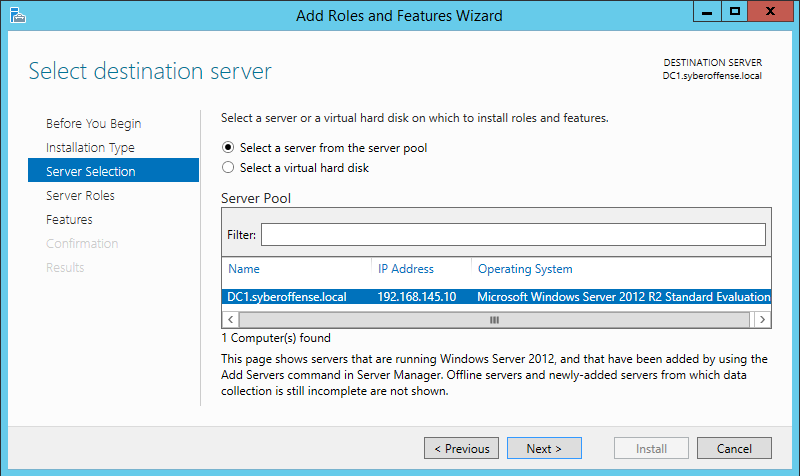 Add Roles and Features Wizard
Select destination server
DESTINATION SERVER
DC1.syberoffense.local
Before You Begin
Installation Type
Server Selection
Server Roles
Features
Confirmation
Results
Select a server or a virtual hard disk on which to install roles and features.
Select a server from the server pool
Select a virtual hard disk
Server Pool
Filter:
Name IP Address Operating System
DC1.syberoffense.local 192.168.145.10 Microsoft Windows Server 2012 R2 Standard Evaluation
1 Computer(s) found
This page shows servers that are running Windows Server 2012, and that have been added by using the
Add Servers command in Server Manager. Offline servers and newly-added servers from which data
collection is still incomplete are not shown.
< Previous Next > Install Cancel